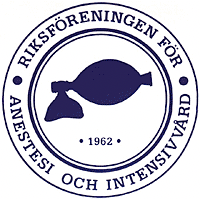 • RIKSFÖRENINGEN FÖR •
ANESTESI OCH INTENSIVVÅRD
• 1962 •